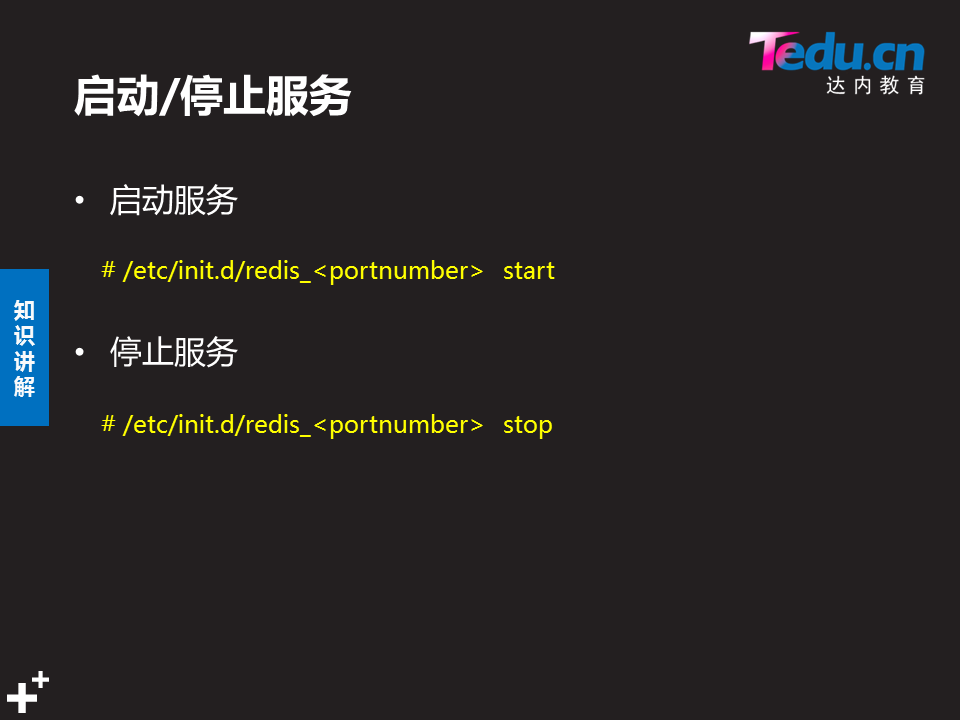 Tedu.cn
达内教育
启动/停止服务
• 启动服务
# /etc/init.d/redis_<portnumber> start
知识讲解
• 停止服务
# /etc/init.d/redis_<portnumber> stop